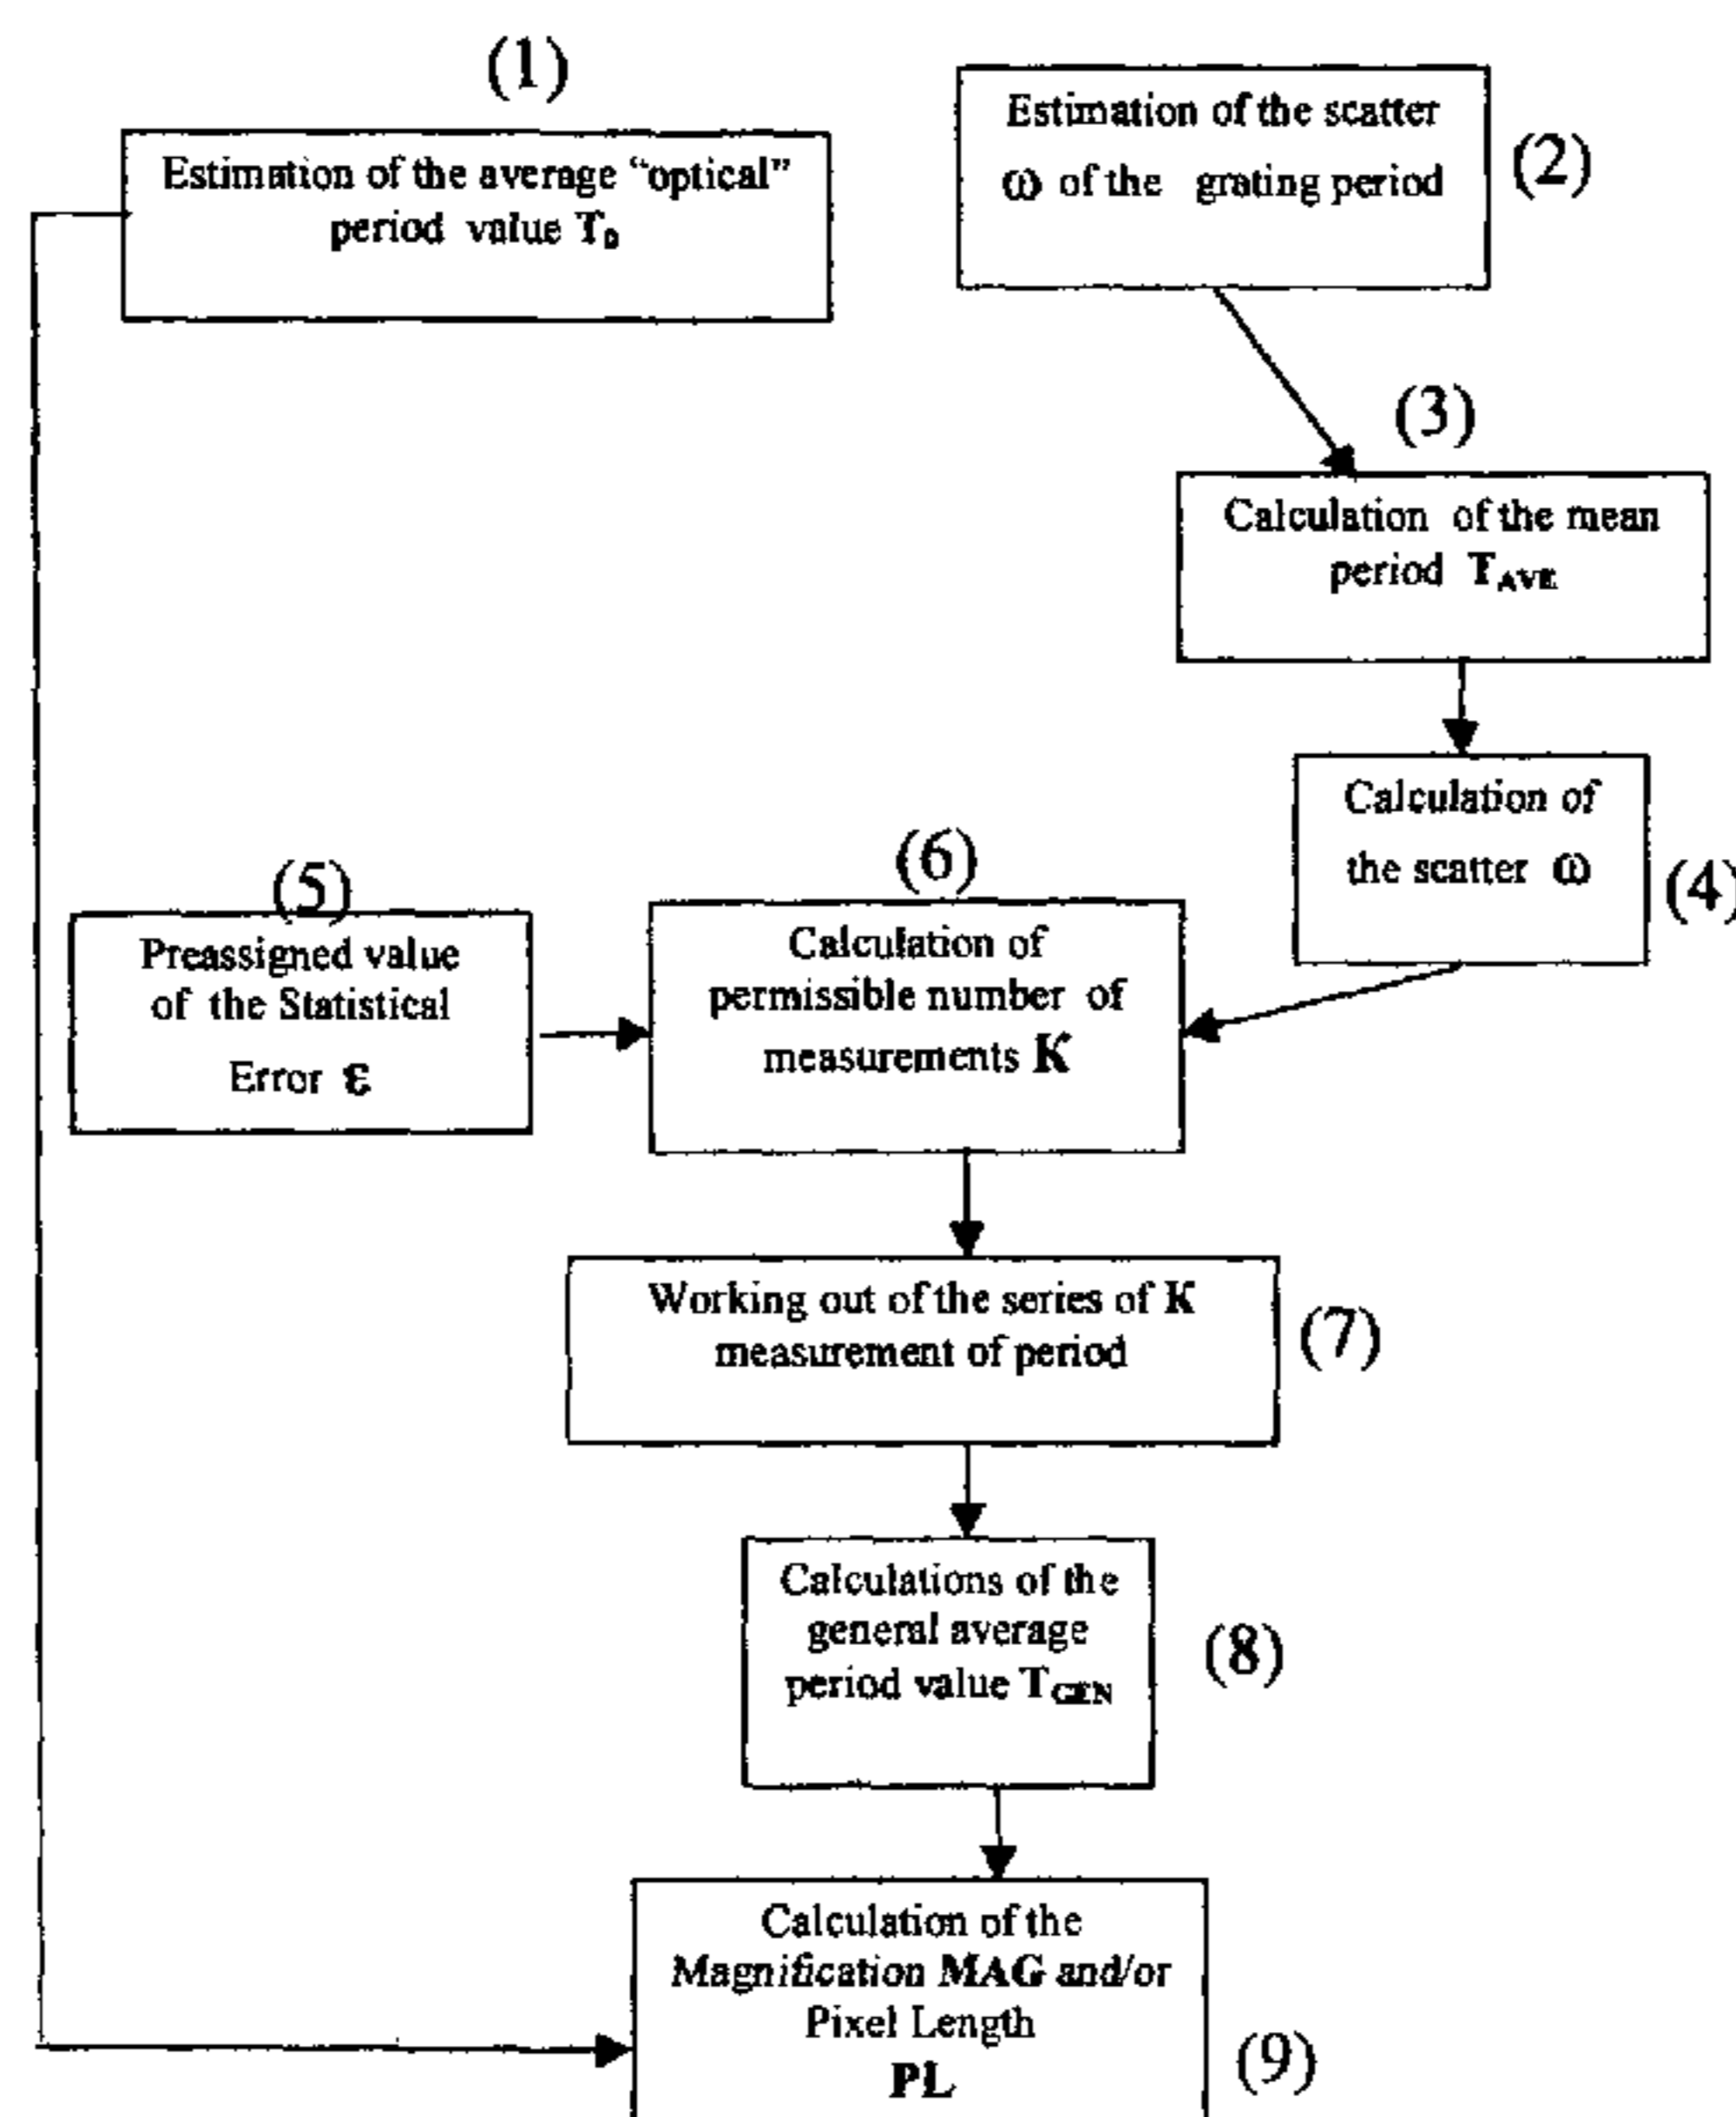 (1)
Estimation of the average “optical”
period value T₀
Estimation of the scatter
ω of the grating period
(2)
(3)
Calculation of the mean
period T_AVE
Calculation of
the scatter ω
(4)
(5)
Preassigned value
of the Statistical
Error ε
(6)
Calculation of
permissible number of
measurements K
Working out of the series of K
measurement of period
(7)
Calculations of the
general average
period value T_GEN
(8)
Calculation of the
Magnification MAG and/or
Pixel Length
PL
(9)